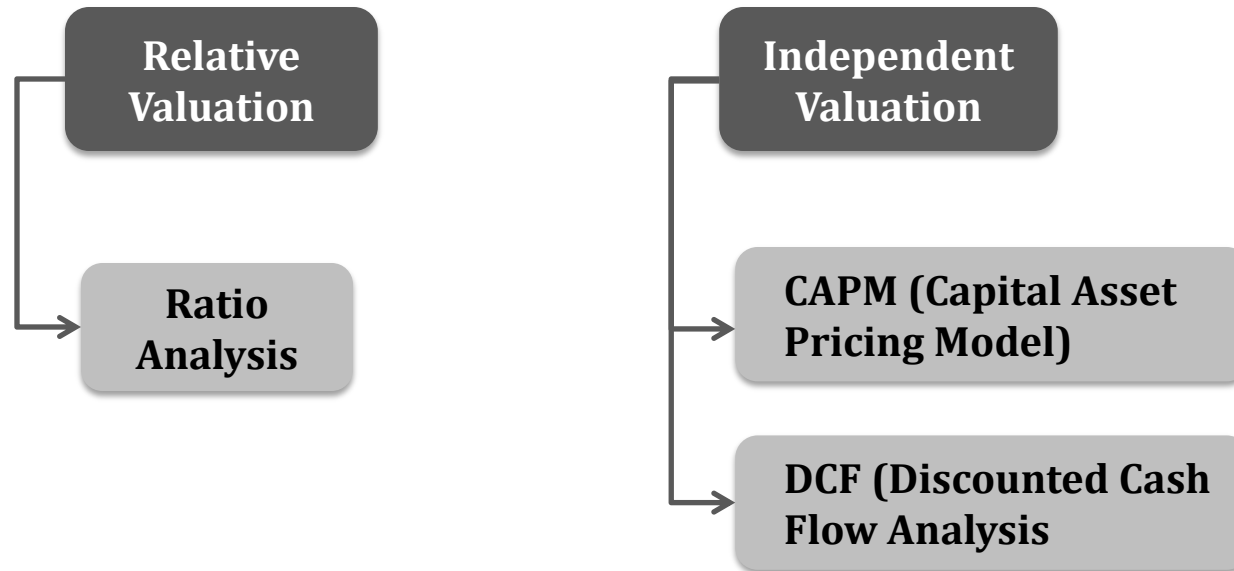 Relative
Valuation
Ratio
Analysis
Independent
Valuation
CAPM (Capital Asset
Pricing Model)
DCF (Discounted Cash
Flow Analysis